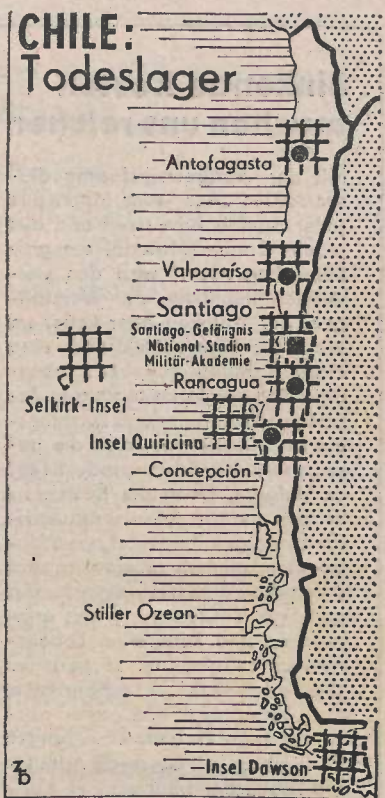 CHILE:
Todeslager
Antofagasta
Valparaíso
Santiago
Santiago-Gefängnis
National-Stadion
Militär-Akademie
Rancagua
Selkirk-Insel
Insel Quiricina
Concepción
Stiller Ozean
Insel Dawson